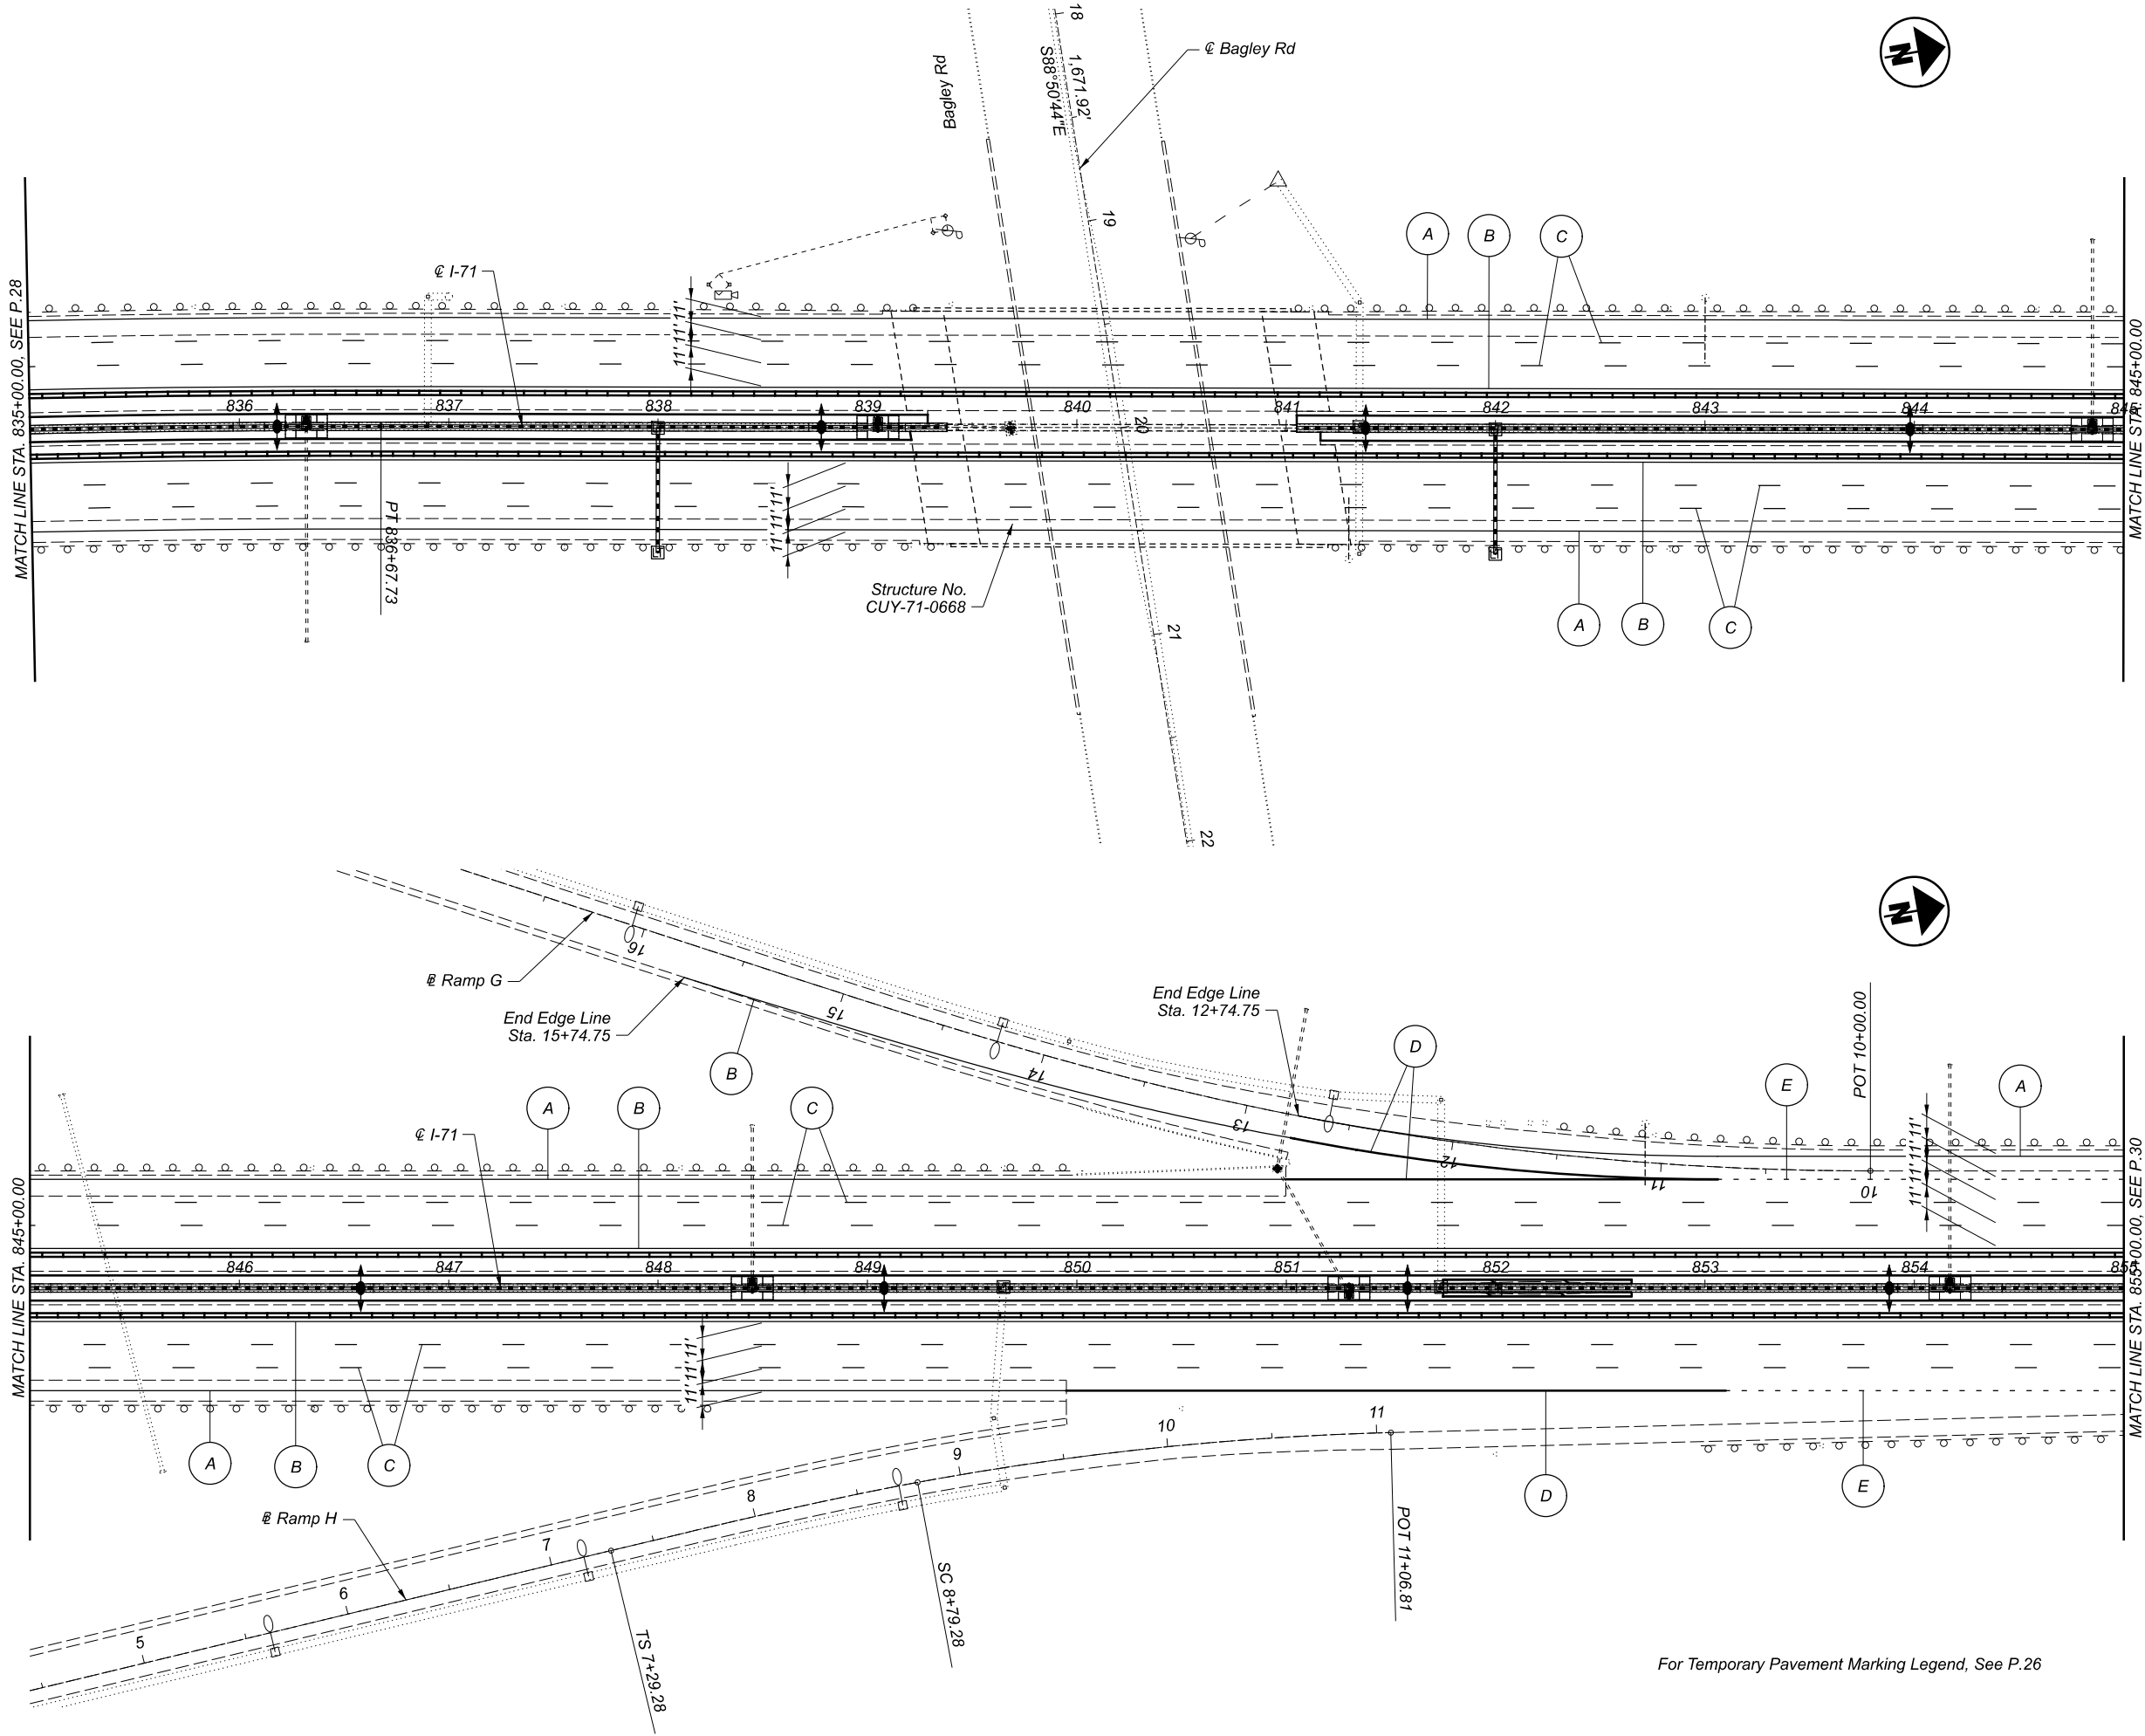 18
1,671.92'
S88°50'44"E
℄ Bagley Rd
Bagley Rd
N
19
A
B
C
℄ I-71
11' 11' 11'
MATCH LINE STA. 835+00.00, SEE P.28
836
837
838
839
840
841
842
843
844
845
MATCH LINE STA. 845+00.00
20
11' 11' 11'
PT 836+67.73
Structure No.
CUY-71-0668
A
B
C
21
22
N
16
℄ Ramp G
End Edge Line
Sta. 15+74.75
15
B
14
End Edge Line
Sta. 12+74.75
D
13
12
11
10
E
POT 10+00.00
11' 11' 11' 11'
A
A
B
C
℄ I-71
MATCH LINE STA. 845+00.00
846
847
848
849
850
851
852
853
854
855
MATCH LINE STA. 855+00.00, SEE P.30
11' 11' 11'
A
B
C
D
E
Ramp H
5
6
7
8
9
10
11
TS 7+29.28
SC 8+79.28
POT 11+06.81
For Temporary Pavement Marking Legend, See P.26